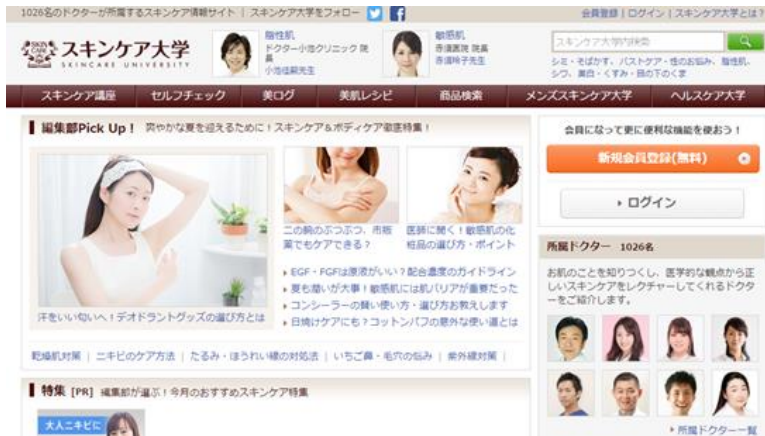 1026名のドクターが所属するスキンケア情報サイト | スキンケア大学をフォロー
会員登録 | ログイン | スキンケア大学とは?
SKIN CARE
スキンケア大学
SKINCARE UNIVERSITY
脂性肌
ドクター小池クリニック 院長
小池佳嗣先生
敏感肌
赤須医院 院長
赤須玲子先生
スキンケア大学内検索
シミ・そばかす、バストケア・性のお悩み、脂性肌、
シワ、美白・くすみ・目の下のくま
スキンケア講座 セルフチェック 美ログ 美肌レシピ 商品検索 メンズスキンケア大学 ヘルスケア大学
編集部Pick Up! 爽やかな夏を迎えるために!スキンケア&ボディケア徹底特集!
汗をいい匂いへ!デオドラントグッズの選び方とは
二の腕のぶつぶつ、市販
薬でもケアできる?
医師に聞く!敏感肌の化
粧品の選び方・ポイント
EGF・FGFは原液がいい?配合濃度のガイドライン
夏も潤いが大事!敏感肌には肌バリアが重要だった
コンシーラーの賢い使い方・選び方お教えします
日焼けケアにも?コットンパフの意外な使い道とは
乾燥肌対策 | ニキビのケア方法 | たるみ・ほうれい線の対処法 | いちご鼻・毛穴の悩み | 紫外線対策 |
特集 [PR] 編集部が選ぶ!今月のおすすめスキンケア特集
大人ニキビに
会員になって更に便利な機能を使おう!
新規会員登録(無料)
ログイン
所属ドクター 1026名
お肌のことを知りつくし、医学的な観点から正
しいスキンケアをレクチャーしてくれるドクタ
ーをご紹介します。
所属ドクター一覧